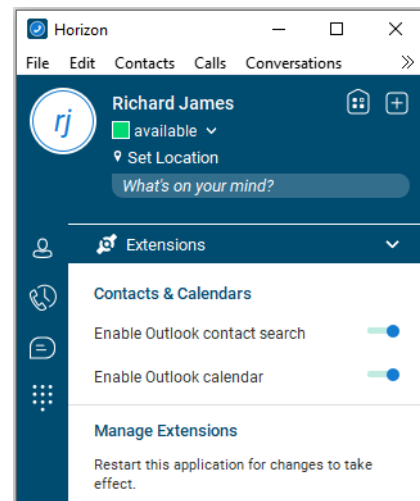 Horizon
File Edit Contacts Calls Conversations
rj
Richard James
available
Set Location
What's on your mind?
Extensions
Contacts & Calendars
Enable Outlook contact search
Enable Outlook calendar
Manage Extensions
Restart this application for changes to take
effect.